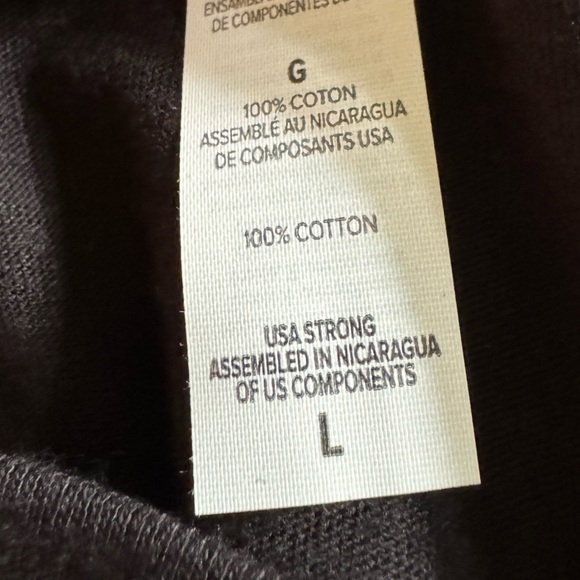 DE COMPONENTES
G
100% COTON
ASSEMBLÉ AU NICARAGUA
DE COMPOSANTS USA
100% COTTON
USA STRONG
ASSEMBLED IN NICARAGUA
OF US COMPONENTS
L